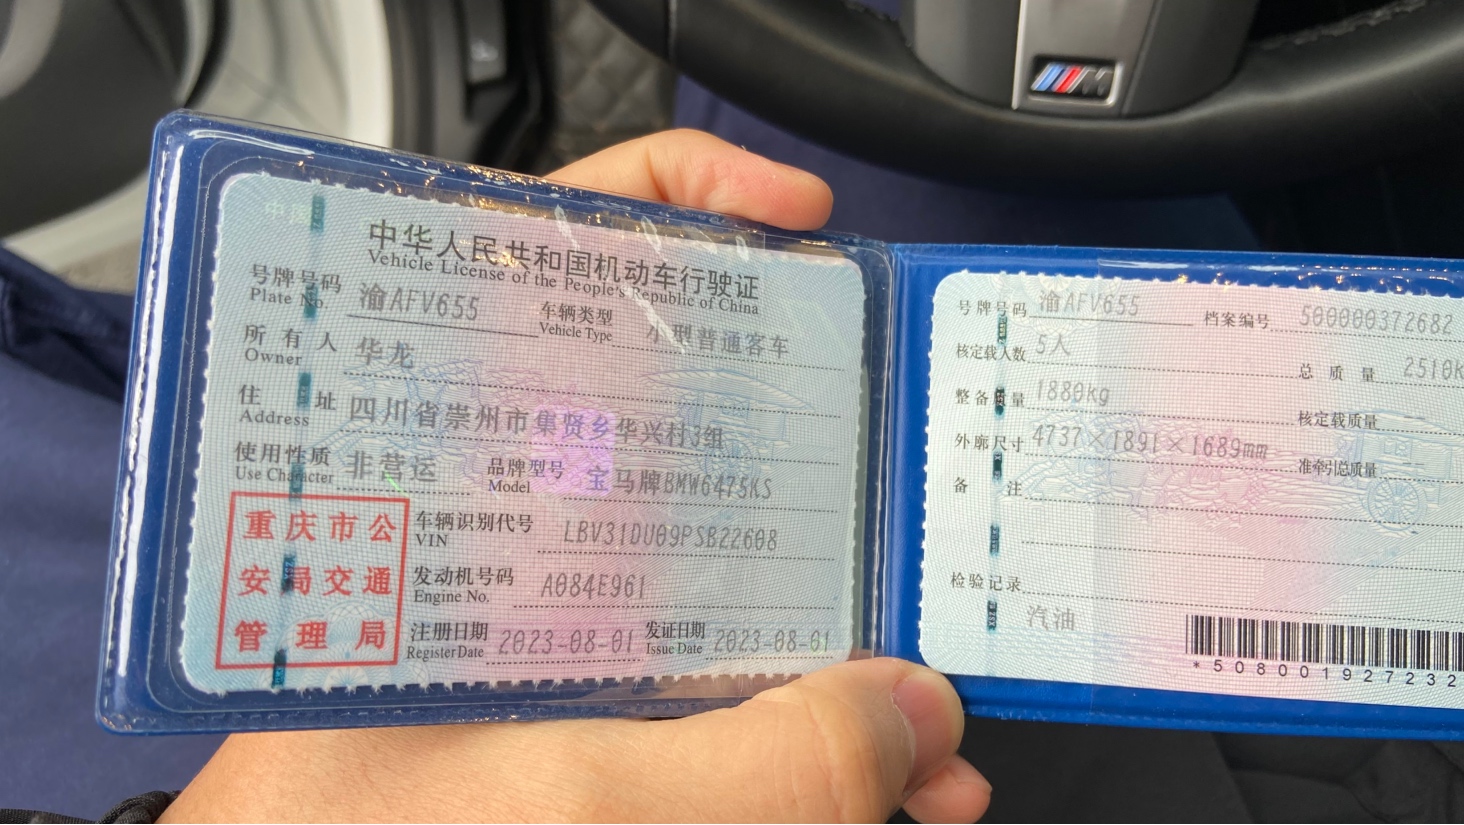 中华人民共和国机动车行驶证
Vehicle License of the People's Republic of China
号牌号码 渝AFV655 车辆类型 小型普通客车
Plate No. Vehicle Type
所有人 华龙
Owner
住址 四川省崇州市集贤乡华兴村3组
Address
使用性质 非营运 品牌型号 宝马牌BMW6475KS
Use Character Model
重庆市公
安局交通
管理局
车辆识别代号 LBV31DU09PSB22608
VIN
发动机号码 A084E961
Engine No.
注册日期 2023-08-01 发证日期 2023-08-01
Register Date Issue Date
号牌号码 渝AFV655 档案编号 500000372682
核定载人数 5人 总质量 2510K
整备质量 1880kg 核定载质量 --
外廓尺寸 4737×1891×1689mm 准牵引总质量 --
备注
检验记录
汽油
*508001927232